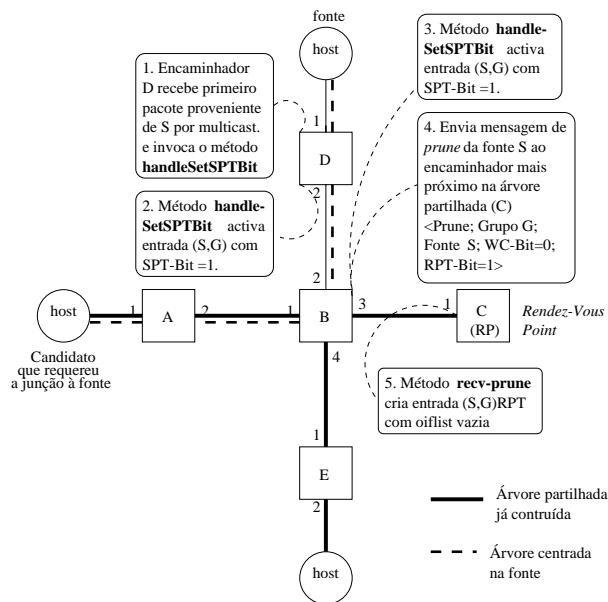 fonte
host
1. Encaminhador
D recebe primeiro
pacote proveniente
de S por multicast.
e invoca o método
handleSetSPTBit
3. Método handle-
SetSPTBit activa
entrada (S,G) com
SPT-Bit =1.
1
D
2
2. Método handle-
SetSPTBit activa
entrada (S,G) com
SPT-Bit =1.
4. Envia mensagem de
prune da fonte S ao
encaminhador mais
próximo na árvore
partilhada (C)
<Prune; Grupo G;
Fonte S; WC-Bit=0;
RPT-Bit=1>
2
host
1
A
2
1
B
3
1
C
(RP)
Rendez-Vous
Point
4
Candidato
que requereu
a junção à fonte
5. Método recv-prune
cria entrada (S,G)RPT
com oiflist vazia
1
E
2
host
Árvore partilhada
já contruída
Árvore centrada
na fonte